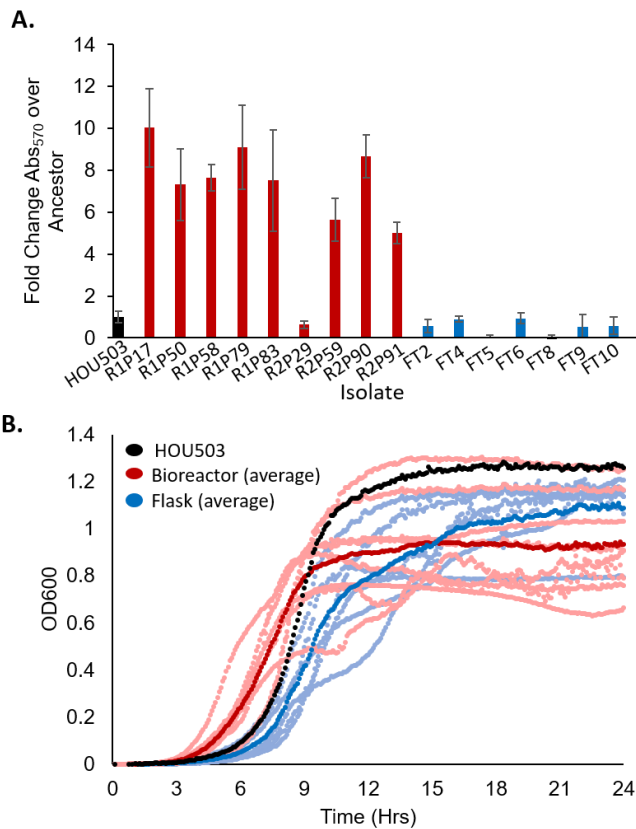 A.
Fold Change Abs570 over
Ancestor
14
12
10
8
6
4
2
0
HOU503
R1P17
R1P50
R1P58
R1P79
R1P83
R2P29
R2P59
R2P90
R2P91
FT2
FT4
FT5
FT6
FT8
FT9
FT10
Isolate
B.
OD600
1.4
1.2
1
0.8
0.6
0.4
0.2
0
HOU503
Bioreactor (average)
Flask (average)
0 3 6 9 12 15 18 21 24
Time (Hrs)